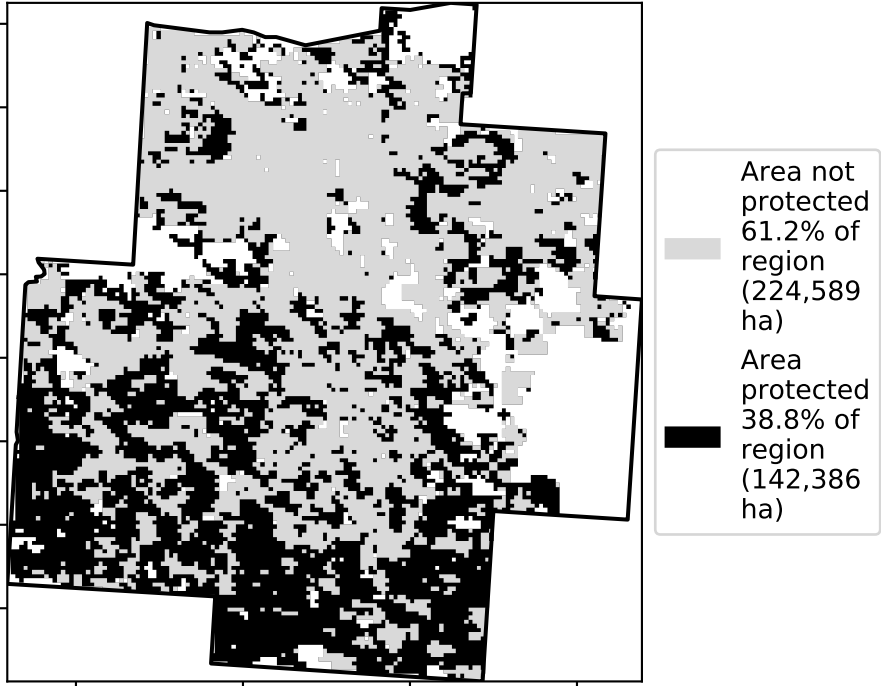 Area not
protected
61.2% of
region
(224,589
ha)
Area
protected
38.8% of
region
(142,386
ha)